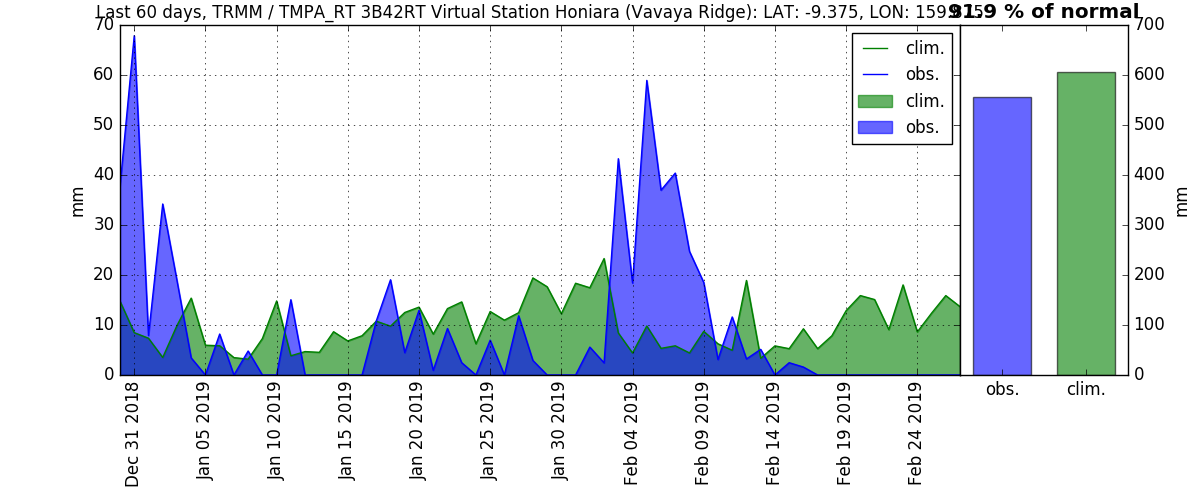 Last 60 days, TRMM / TMPA_RT 3B42RT Virtual Station Honiara (Vavaya Ridge): LAT: -9.375, LON: 159.
91.9 % of normal
70
60
50
40
30
20
10
0
mm
clim.
obs.
clim.
obs.
700
600
500
400
300
200
100
0
mm
obs.
clim.
Dec 31 2018
Jan 05 2019
Jan 10 2019
Jan 15 2019
Jan 20 2019
Jan 25 2019
Jan 30 2019
Feb 04 2019
Feb 09 2019
Feb 14 2019
Feb 19 2019
Feb 24 2019